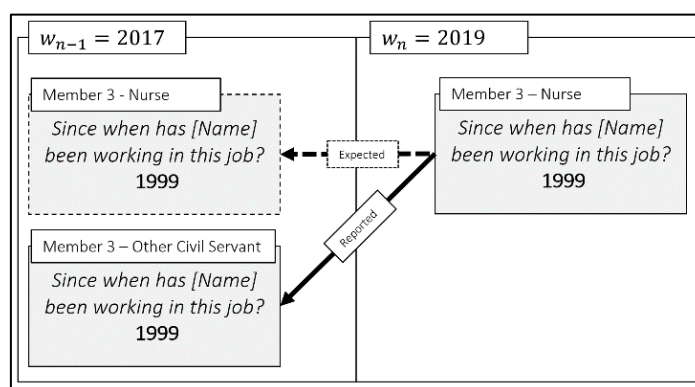 wₙ₋₁ = 2017
wₙ = 2019
Member 3 - Nurse
Since when has [Name]
been working in this job?
1999
Expected
Member 3 – Nurse
Since when has [Name]
been working in this job?
1999
Reported
Member 3 – Other Civil Servant
Since when has [Name]
been working in this job?
1999